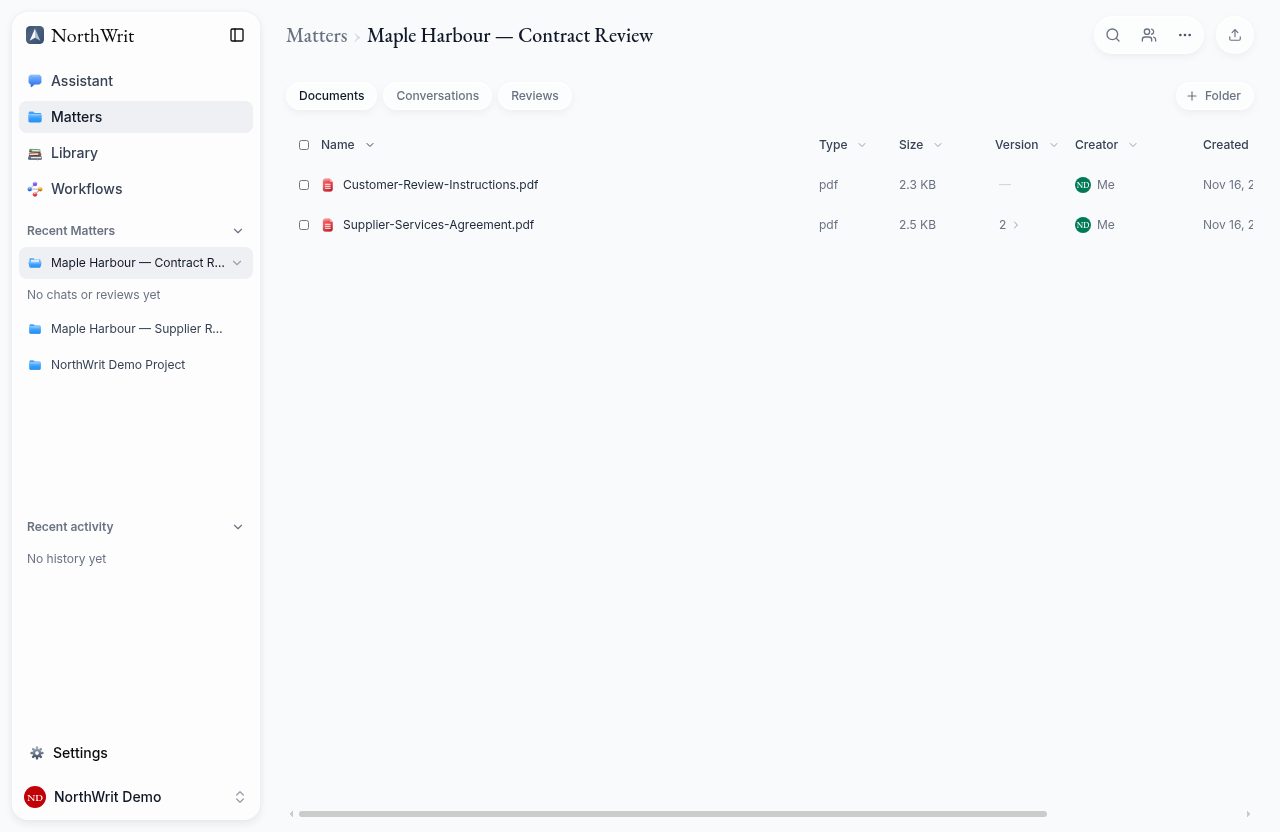 NorthWrit
Assistant
Matters
Library
Workflows
Recent Matters
Maple Harbour — Contract R...
No chats or reviews yet
Maple Harbour — Supplier R...
NorthWrit Demo Project
Recent activity
No history yet
Settings
ND NorthWrit Demo
Matters › Maple Harbour — Contract Review
Documents Conversations Reviews + Folder
Name Type Size Version Creator Created
Customer-Review-Instructions.pdf pdf 2.3 KB — ND Me Nov 16, 2
Supplier-Services-Agreement.pdf pdf 2.5 KB 2 ND Me Nov 16, 2